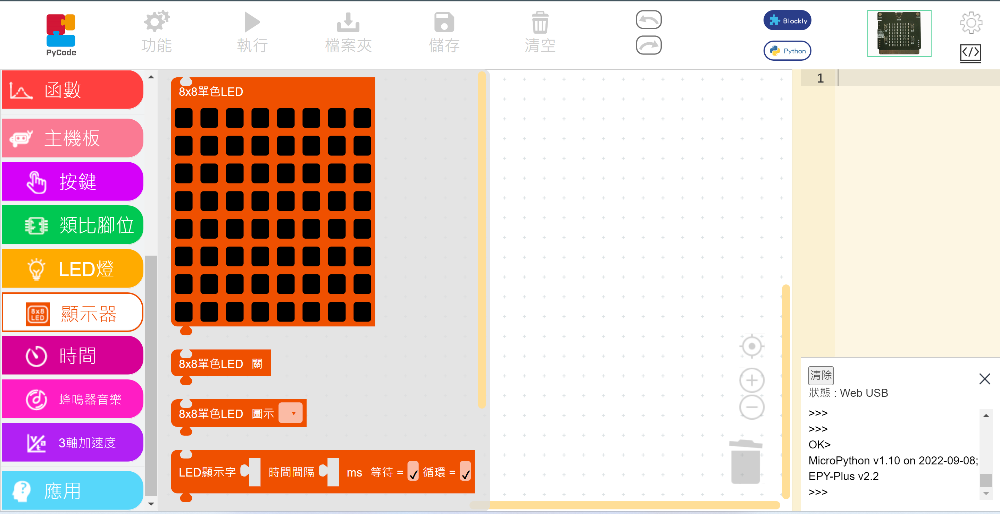 PyCode
功能
執行
檔案夾
儲存
清空
Blockly
Python
函數
主機板
按鍵
類比腳位
LED燈
8x8
LED
顯示器
時間
蜂鳴器音樂
3軸加速度
應用
8x8單色LED
8x8單色LED 關
8x8單色LED 圖示
LED顯示字 時間間隔 ms 等待 = ✓ 循環 = ✓
1
清除
狀態 : Web USB
>>>
>>>
OK>
MicroPython v1.10 on 2022-09-08;
EPY-Plus v2.2
>>>